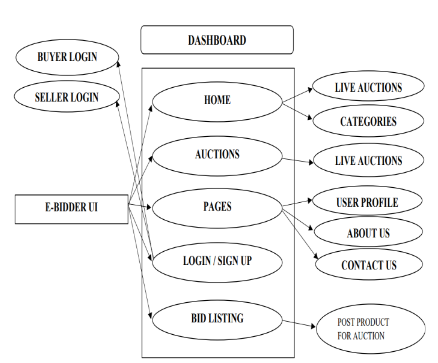 DASHBOARD
BUYER LOGIN
SELLER LOGIN
HOME
LIVE AUCTIONS
CATEGORIES
AUCTIONS
LIVE AUCTIONS
E-BIDDER UI
PAGES
USER PROFILE
ABOUT US
CONTACT US
LOGIN / SIGN UP
BID LISTING
POST PRODUCT
FOR AUCTION